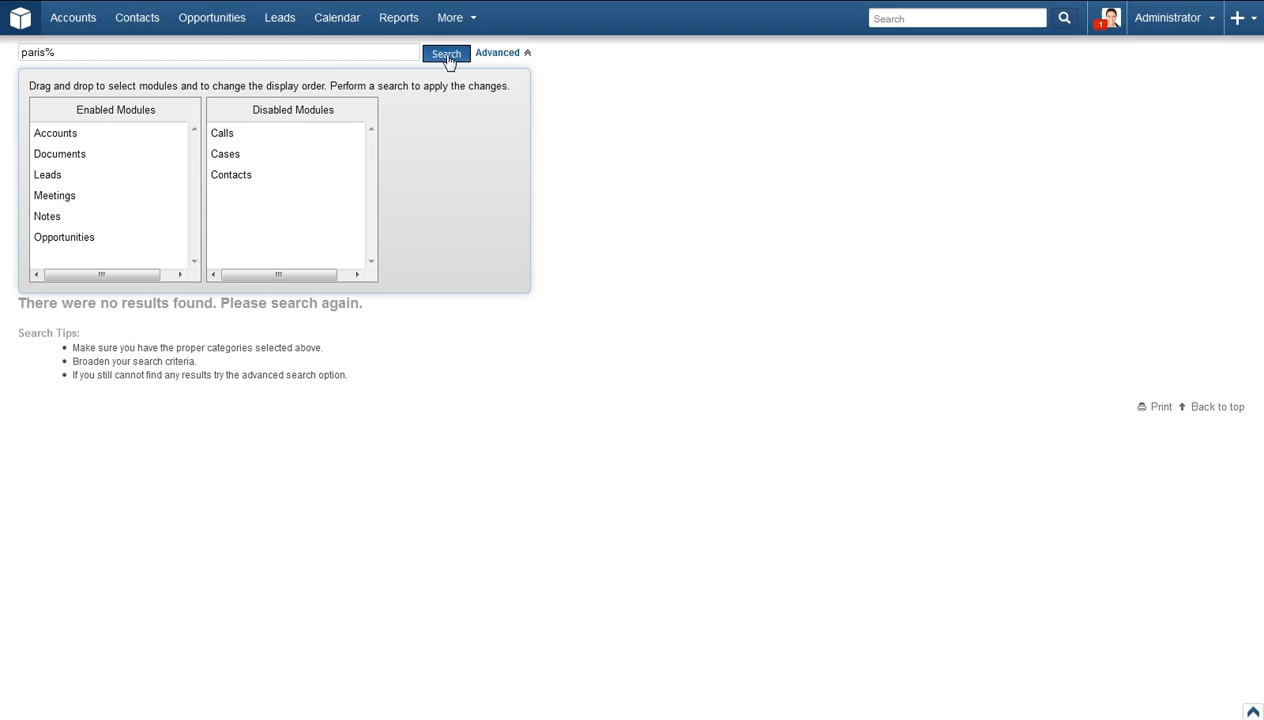 Accounts Contacts Opportunities Leads Calendar Reports More Search 1 Administrator
paris% Search Advanced
Drag and drop to select modules and to change the display order. Perform a search to apply the changes.
Enabled Modules Disabled Modules
Accounts Calls
Documents Cases
Leads Contacts
Meetings
Notes
Opportunities
There were no results found. Please search again.
Search Tips:
• Make sure you have the proper categories selected above.
• Broaden your search criteria.
• If you still cannot find any results try the advanced search option.
Print Back to top